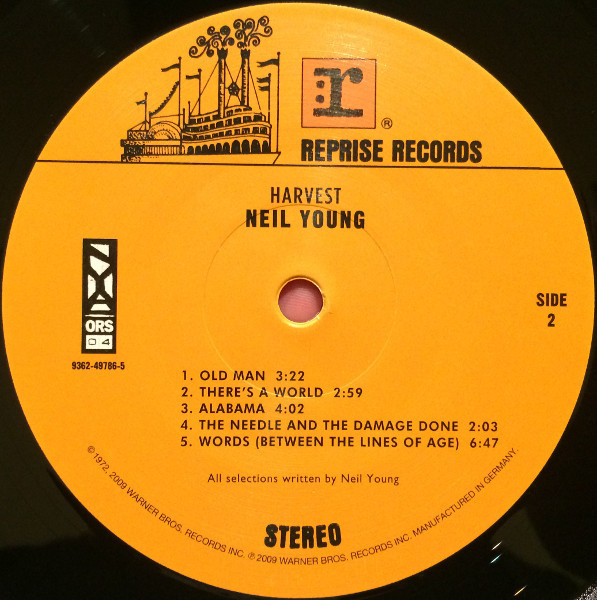 r
®
REPRISE RECORDS
HARVEST
NEIL YOUNG
NYA
ORS
04
9362-49786-5
SIDE
2
1. OLD MAN 3:22
2. THERE'S A WORLD 2:59
3. ALABAMA 4:02
4. THE NEEDLE AND THE DAMAGE DONE 2:03
5. WORDS (BETWEEN THE LINES OF AGE) 6:47
All selections written by Neil Young
STEREO
© 1972, 2009 WARNER BROS. RECORDS INC. ℗ 2009 WARNER BROS. RECORDS INC. MANUFACTURED IN GERMANY.